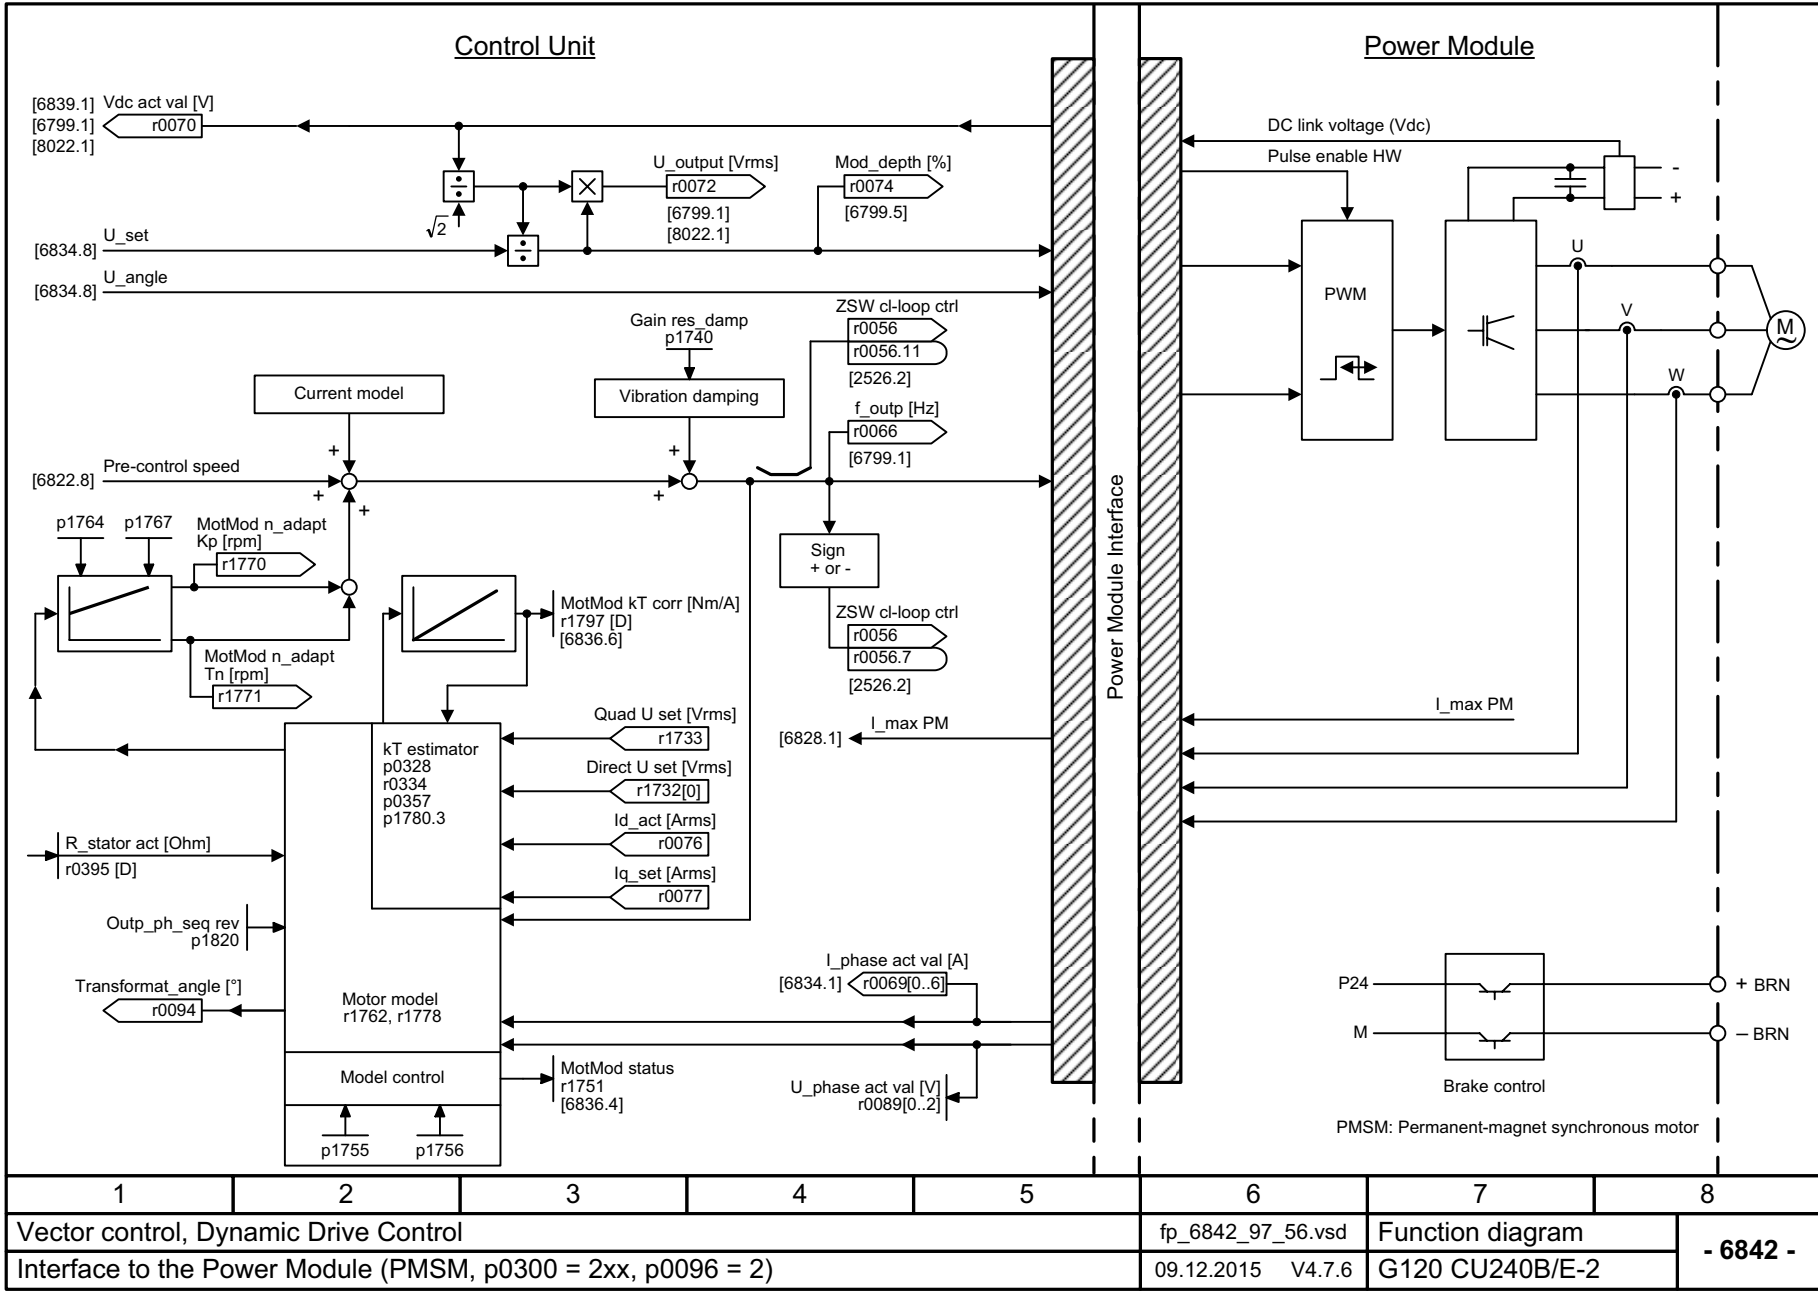 Control Unit
Power Module
[6839.1] Vdc act val [V]
[6799.1] r0070
[8022.1]
DC link voltage (Vdc)
Pulse enable HW
-
+
÷
√2
×
U_output [Vrms]
r0072
[6799.1]
[8022.1]
Mod_depth [%]
r0074
[6799.5]
U_set
[6834.8]
÷
U_angle
[6834.8]
PWM
U
V
W
M
~
Gain res_damp
p1740
Vibration damping
ZSW cl-loop ctrl
r0056
r0056.11
[2526.2]
f_outp [Hz]
r0066
[6799.1]
Current model
+
+
Pre-control speed
[6822.8]
+
+
+
p1764 p1767
MotMod n_adapt
Kp [rpm]
r1770
MotMod n_adapt
Tn [rpm]
r1771
MotMod kT corr [Nm/A]
r1797 [D]
[6836.6]
Sign
+ or -
ZSW cl-loop ctrl
r0056
r0056.7
[2526.2]
Power Module Interface
I_max PM
[6828.1]
I_max PM
kT estimator
p0328
r0334
p0357
p1780.3
Quad U set [Vrms]
r1733
Direct U set [Vrms]
r1732[0]
Id_act [Arms]
r0076
Iq_set [Arms]
r0077
R_stator act [Ohm]
r0395 [D]
Outp_ph_seq rev
p1820
Transformat_angle [°]
r0094
Motor model
r1762, r1778
Model control
p1755 p1756
MotMod status
r1751
[6836.4]
I_phase act val [A]
[6834.1] r0069[0..6]
U_phase act val [V]
r0089[0..2]
P24
M
+ BRN
– BRN
Brake control
PMSM: Permanent-magnet synchronous motor
1 2 3 4 5 6 7 8
Vector control, Dynamic Drive Control
fp_6842_97_56.vsd
Function diagram
- 6842 -
Interface to the Power Module (PMSM, p0300 = 2xx, p0096 = 2)
09.12.2015 V4.7.6
G120 CU240B/E-2